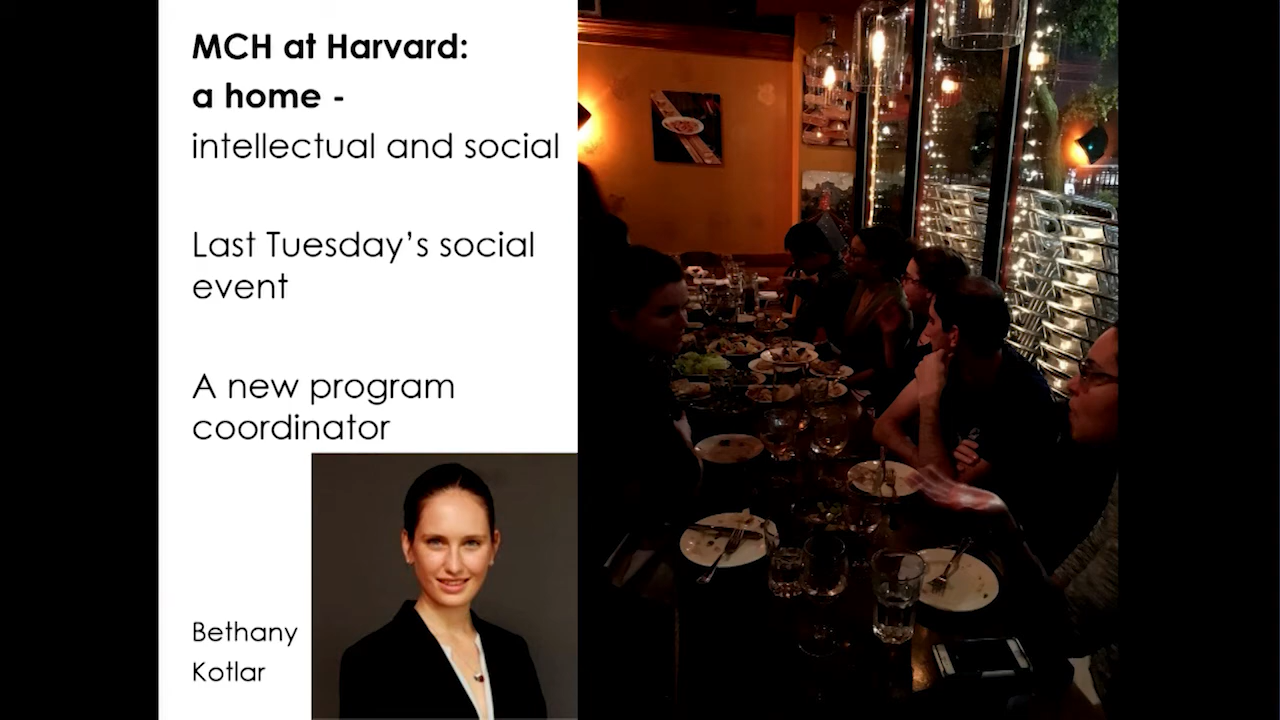 MCH at Harvard:
a home -
intellectual and social
Last Tuesday’s social
event
A new program
coordinator
Bethany
Kotlar